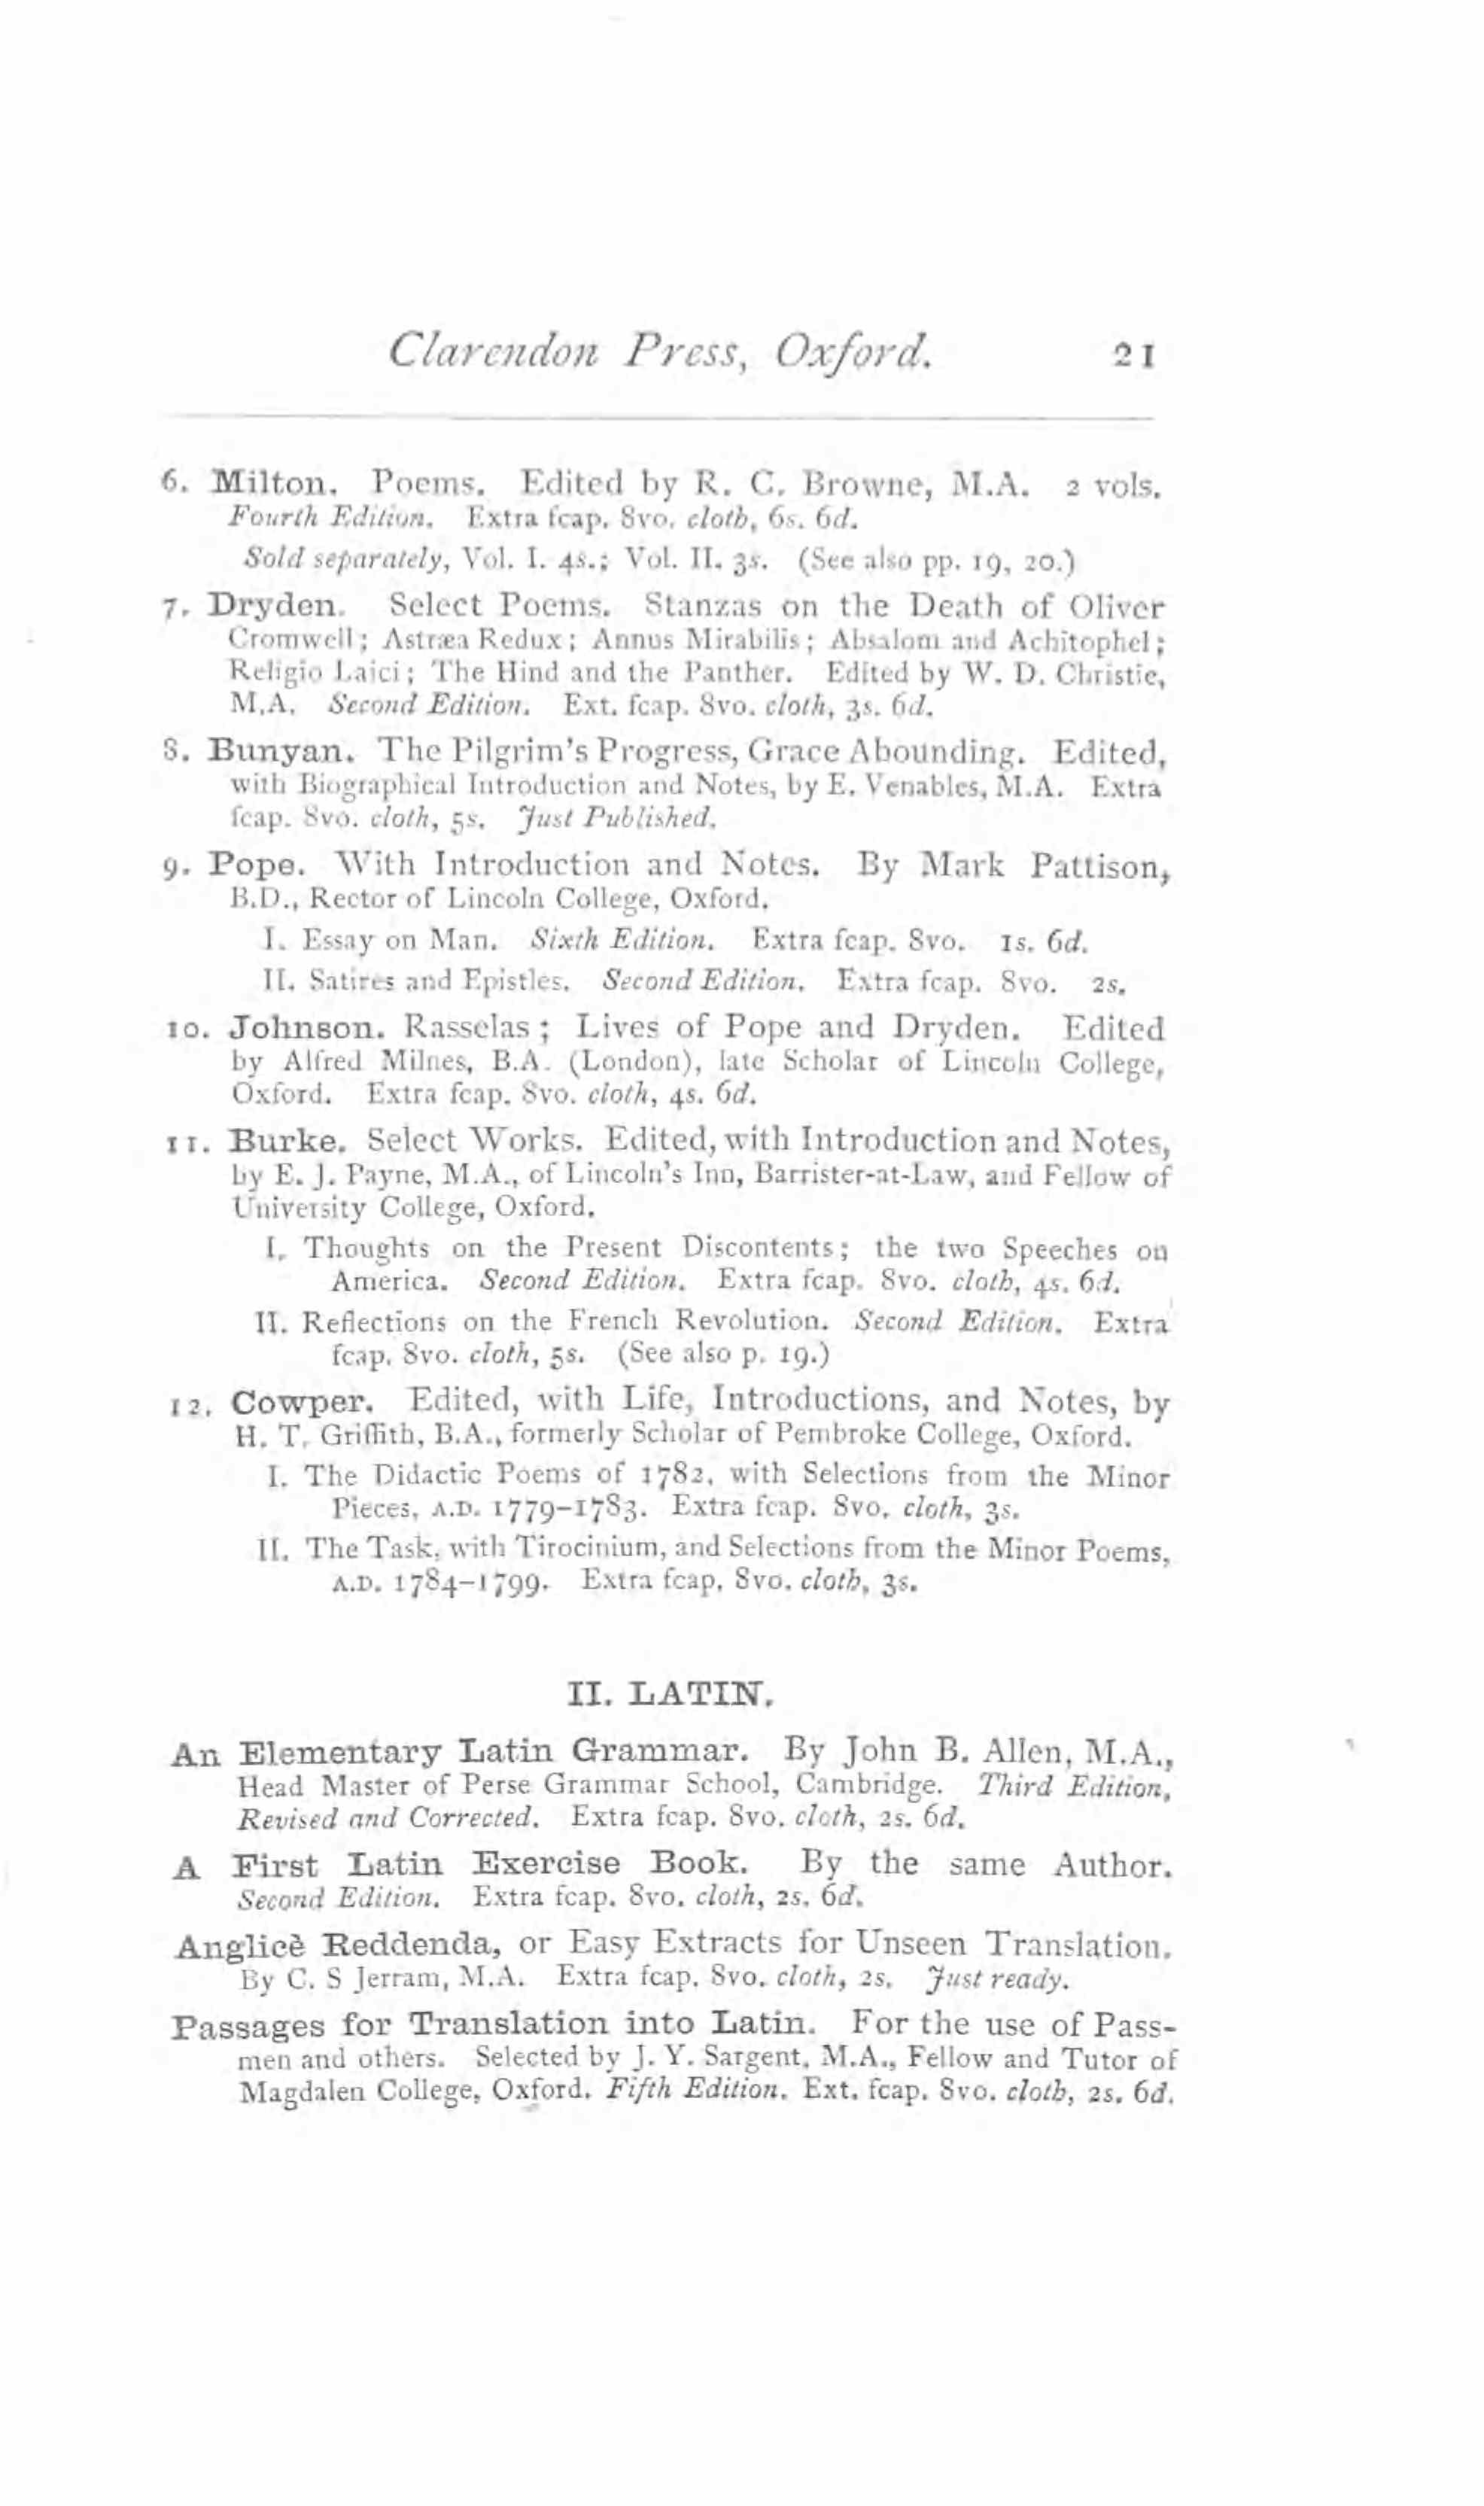 Clarendon Press, Oxford. 21
6. Milton. Poems. Edited by R. C. Browne, M.A. 2 vols.
Fourth Edition. Extra fcap. 8vo. cloth, 6s. 6d.
Sold separately, Vol. I. 4s.; Vol. II. 3s. (See also pp. 19, 20.)
7. Dryden. Select Poems. Stanzas on the Death of Oliver
Cromwell; Astræa Redux; Annus Mirabilis; Absalom and Achitophel;
Religio Laici; The Hind and the Panther. Edited by W. D. Christie,
M.A. Second Edition. Ext. fcap. 8vo. cloth, 3s. 6d.
8. Bunyan. The Pilgrim's Progress, Grace Abounding. Edited,
with Biographical Introduction and Notes, by E. Venables, M.A. Extra
fcap. 8vo. cloth, 5s. Just Published.
9. Pope. With Introduction and Notes. By Mark Pattison,
B.D., Rector of Lincoln College, Oxford.
I. Essay on Man. Sixth Edition. Extra fcap. 8vo. 1s. 6d.
II. Satires and Epistles. Second Edition. Extra fcap. 8vo. 2s.
10. Johnson. Rasselas; Lives of Pope and Dryden. Edited
by Alfred Milnes, B.A. (London), late Scholar of Lincoln College,
Oxford. Extra fcap. 8vo. cloth, 4s. 6d.
11. Burke. Select Works. Edited, with Introduction and Notes,
by E. J. Payne, M.A., of Lincoln's Inn, Barrister-at-Law, and Fellow of
University College, Oxford.
I. Thoughts on the Present Discontents; the two Speeches on
America. Second Edition. Extra fcap. 8vo. cloth, 4s. 6d.
II. Reflections on the French Revolution. Second Edition. Extra
fcap. 8vo. cloth, 5s. (See also p. 19.)
12. Cowper. Edited, with Life, Introductions, and Notes, by
H. T. Griffith, B.A., formerly Scholar of Pembroke College, Oxford.
I. The Didactic Poems of 1782, with Selections from the Minor
Pieces, A.D. 1779-1783. Extra fcap. 8vo. cloth, 3s.
II. The Task, with Tirocinium, and Selections from the Minor Poems,
A.D. 1784-1799. Extra fcap. 8vo. cloth, 3s.
II. LATIN.
An Elementary Latin Grammar. By John B. Allen, M.A.,
Head Master of Perse Grammar School, Cambridge. Third Edition,
Revised and Corrected. Extra fcap. 8vo. cloth, 2s. 6d.
A First Latin Exercise Book. By the same Author.
Second Edition. Extra fcap. 8vo. cloth, 2s. 6d.
Anglicè Reddenda, or Easy Extracts for Unseen Translation.
By C. S Jerram, M.A. Extra fcap. 8vo. cloth, 2s. Just ready.
Passages for Translation into Latin. For the use of Pass-
men and others. Selected by J. Y. Sargent, M.A., Fellow and Tutor of
Magdalen College, Oxford. Fifth Edition. Ext. fcap. 8vo. cloth, 2s. 6d.